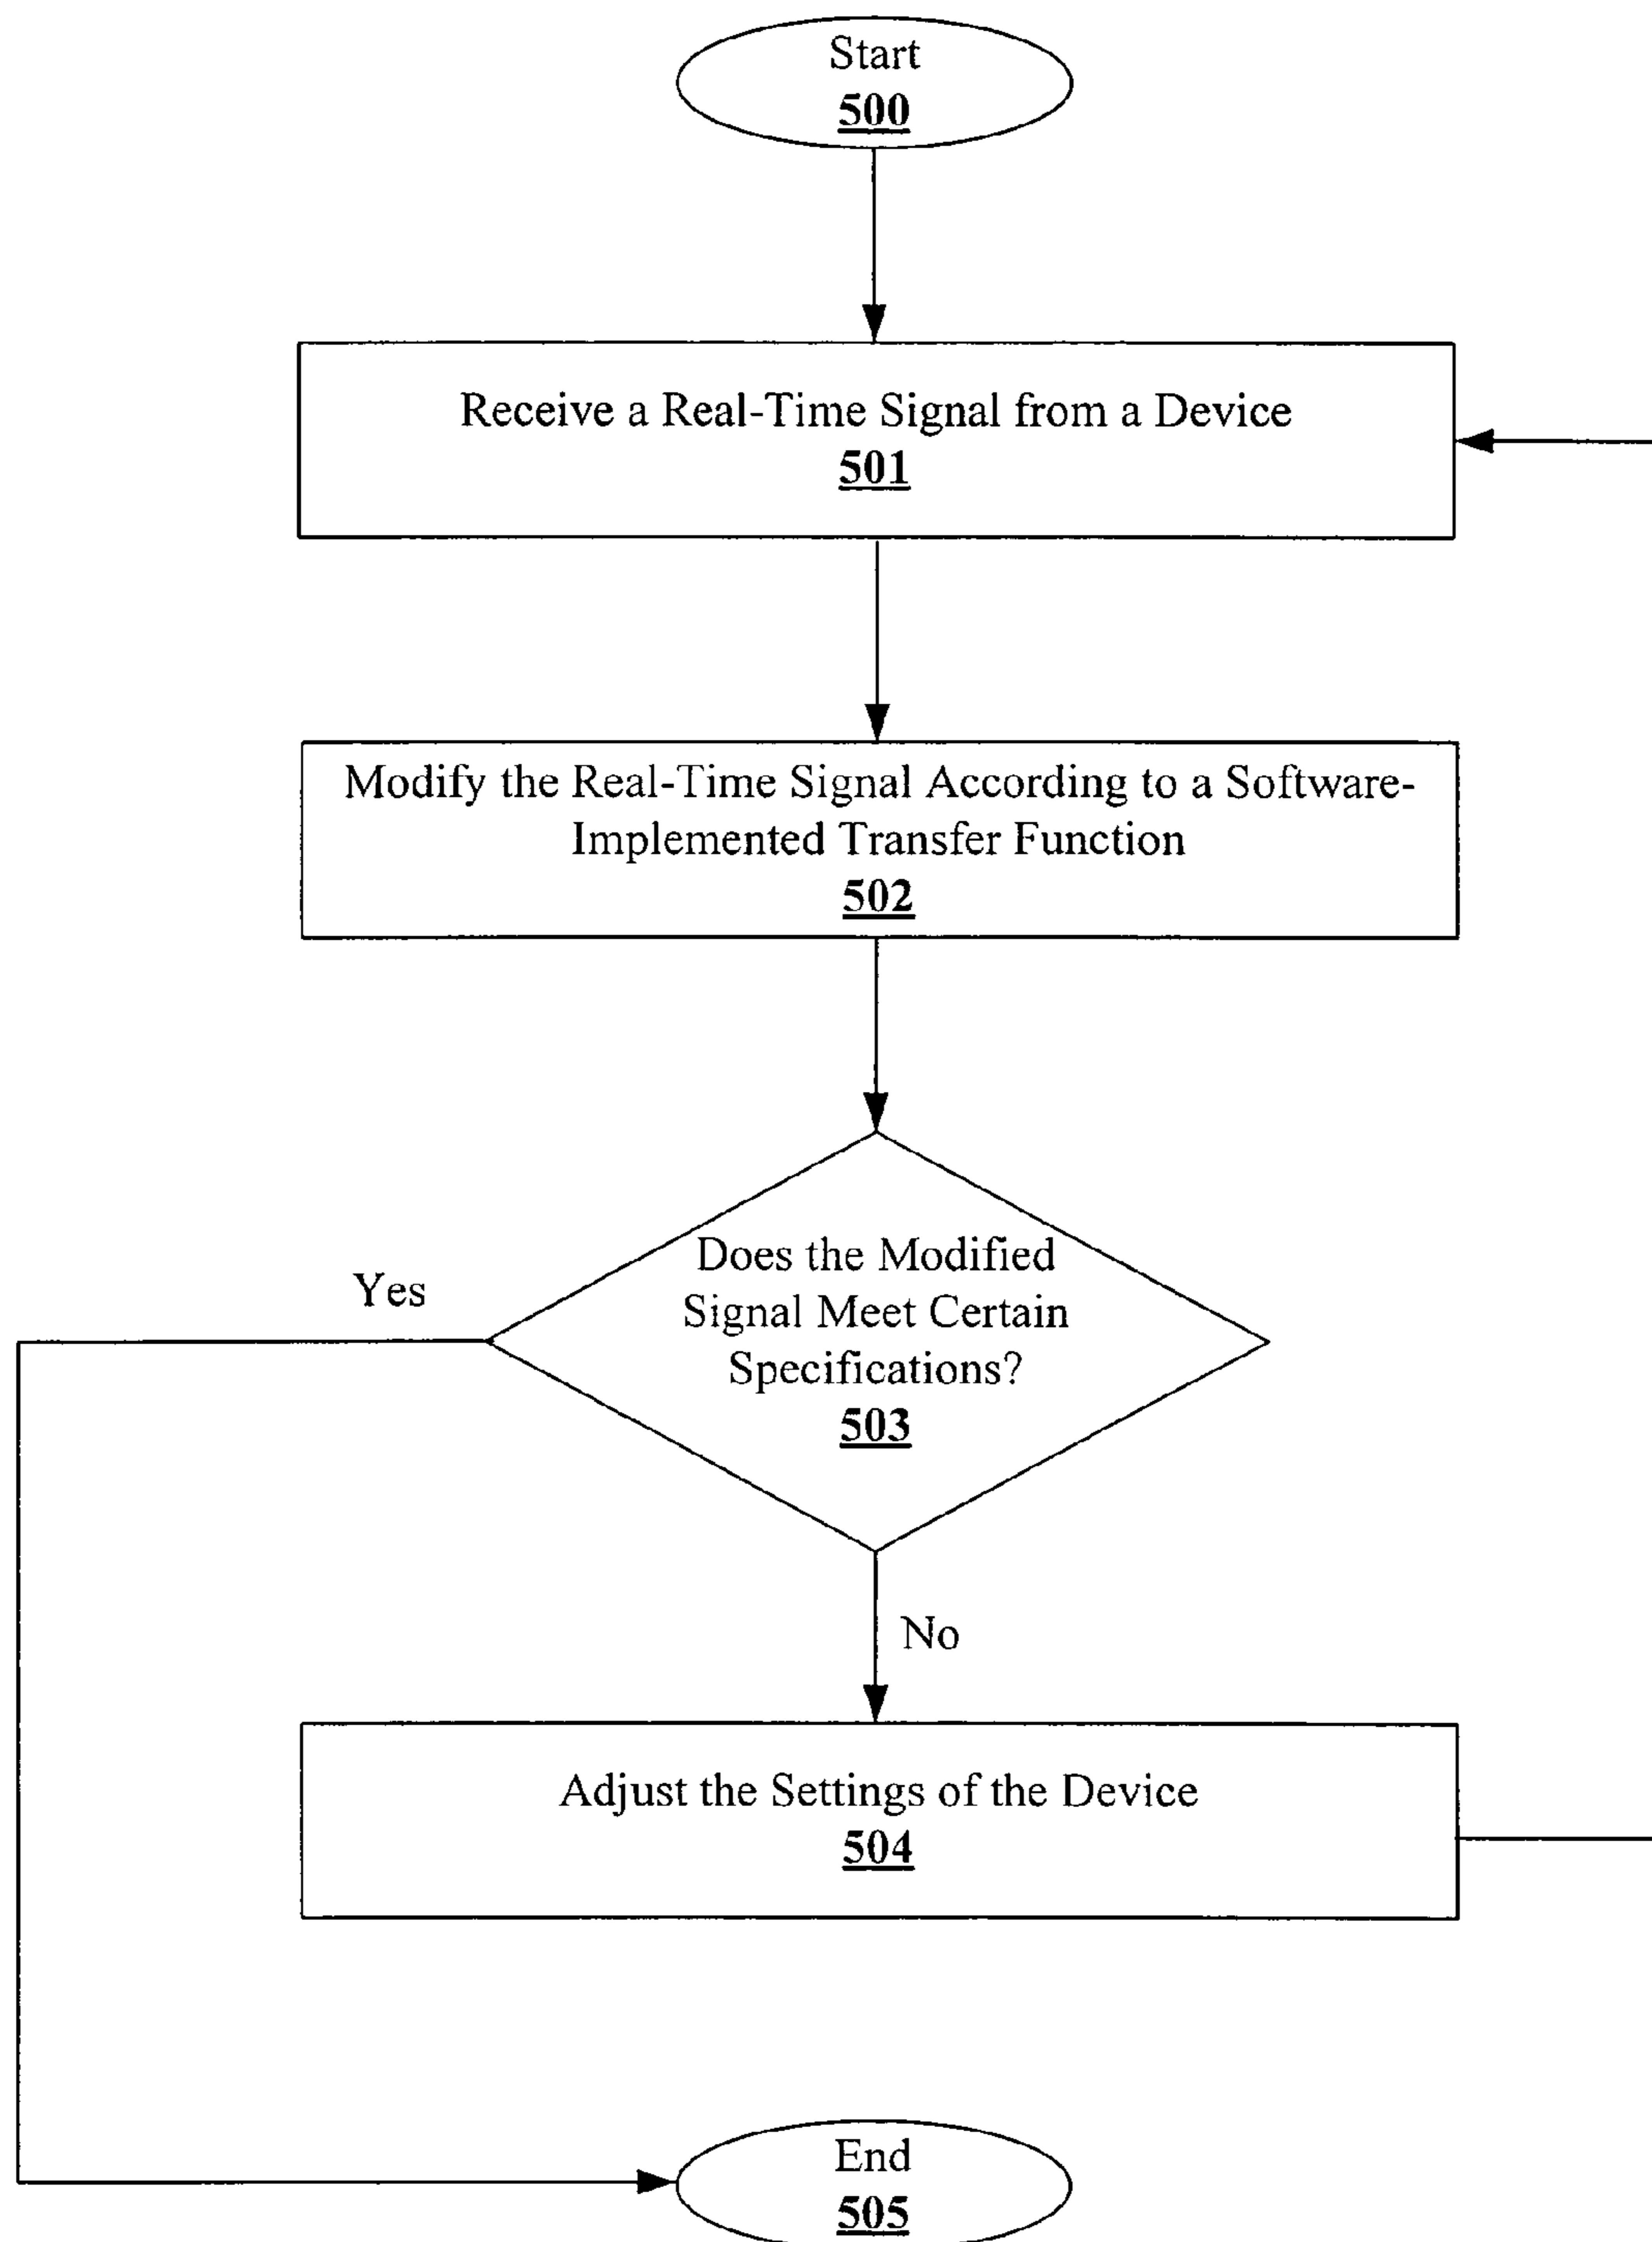 Start
500
Receive a Real-Time Signal from a Device
501
Modify the Real-Time Signal According to a Software-
Implemented Transfer Function
502
Does the Modified
Signal Meet Certain
Specifications?
503
Yes
No
Adjust the Settings of the Device
504
End
505